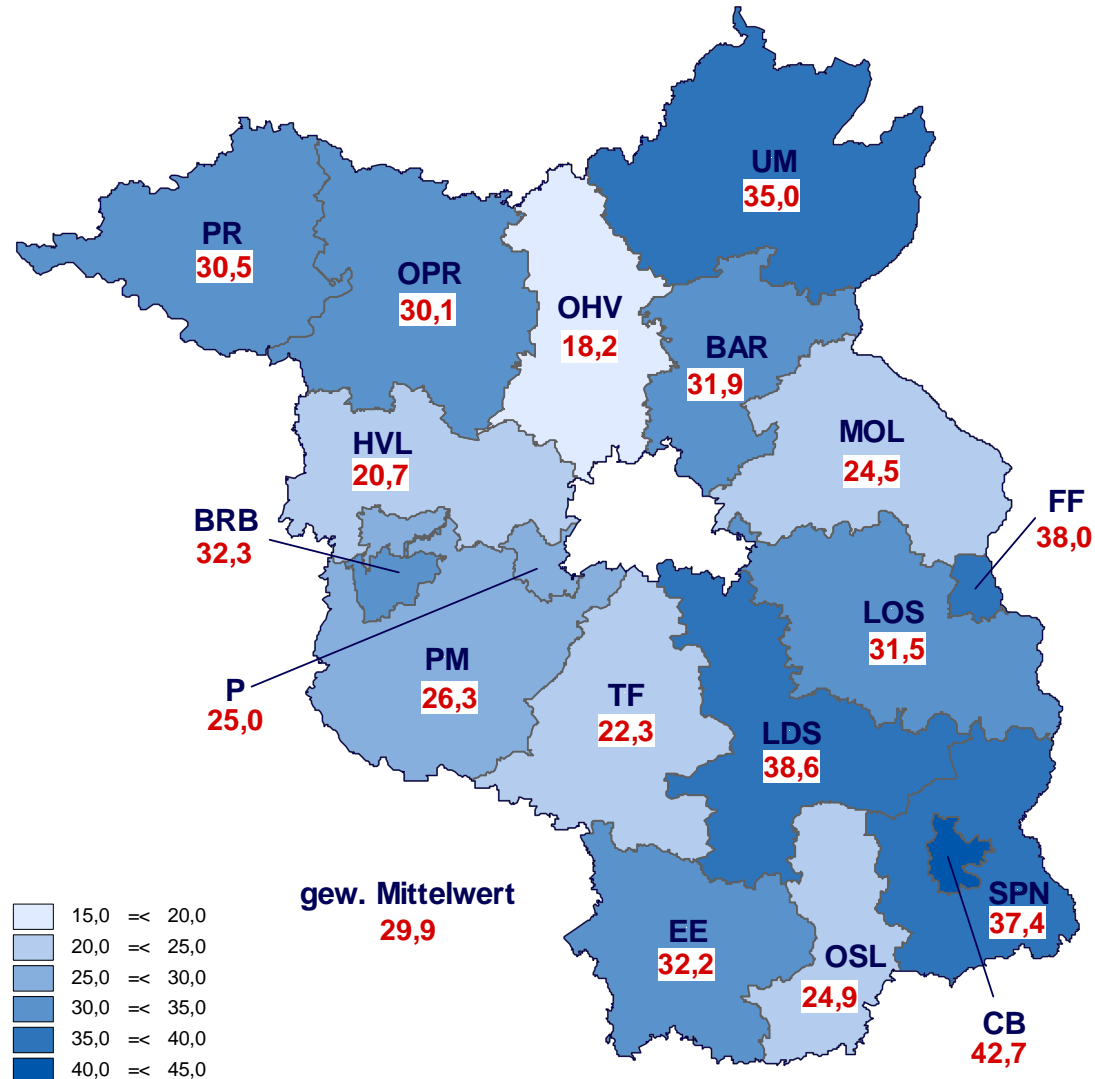 UM
35,0
PR
30,5
OPR
30,1
OHV
18,2
BAR
31,9
HVL
20,7
MOL
24,5
BRB
32,3
FF
38,0
LOS
31,5
PM
26,3
P
25,0
TF
22,3
LDS
38,6
gew. Mittelwert
29,9
SPN
37,4
EE
32,2
OSL
24,9
CB
42,7
15,0 =< 20,0
20,0 =< 25,0
25,0 =< 30,0
30,0 =< 35,0
35,0 =< 40,0
40,0 =< 45,0